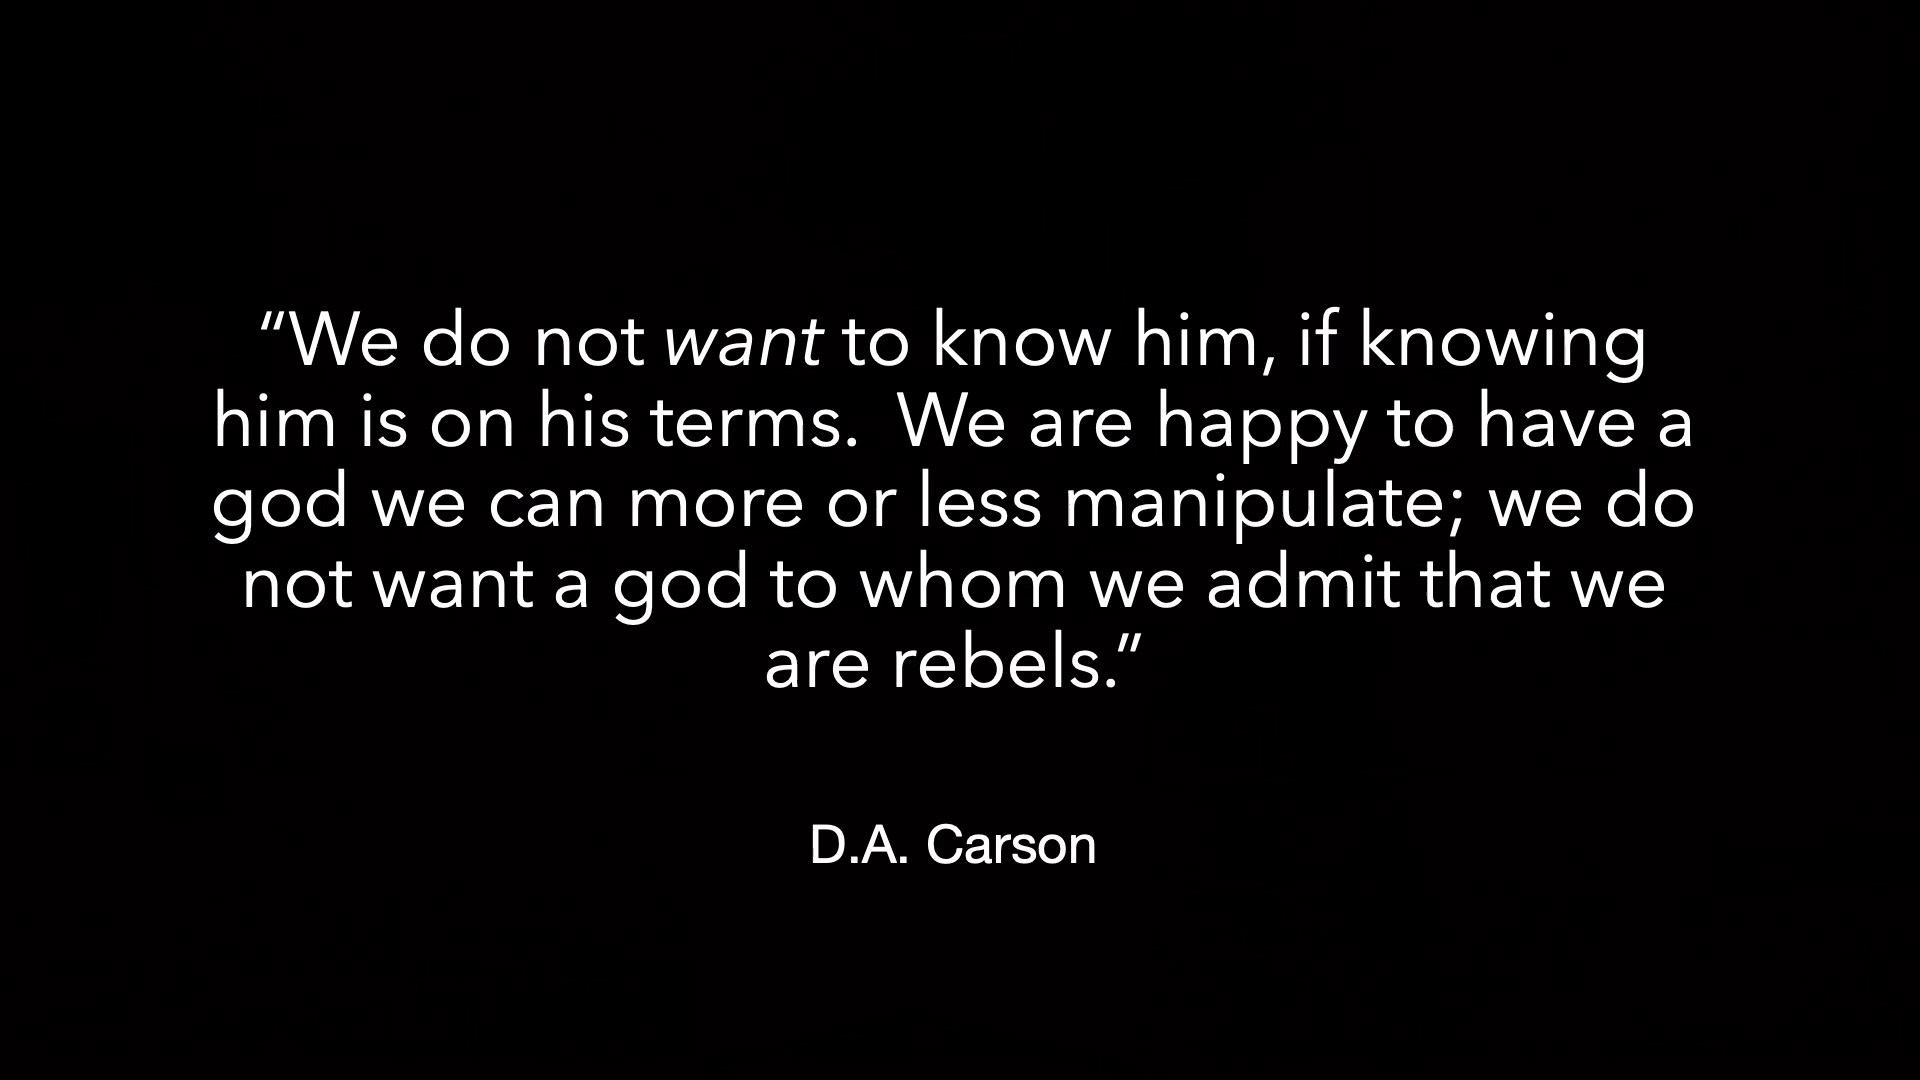 “We do not want to know him, if knowing
him is on his terms.  We are happy to have a
god we can more or less manipulate; we do
not want a god to whom we admit that we
are rebels.”
D.A. Carson